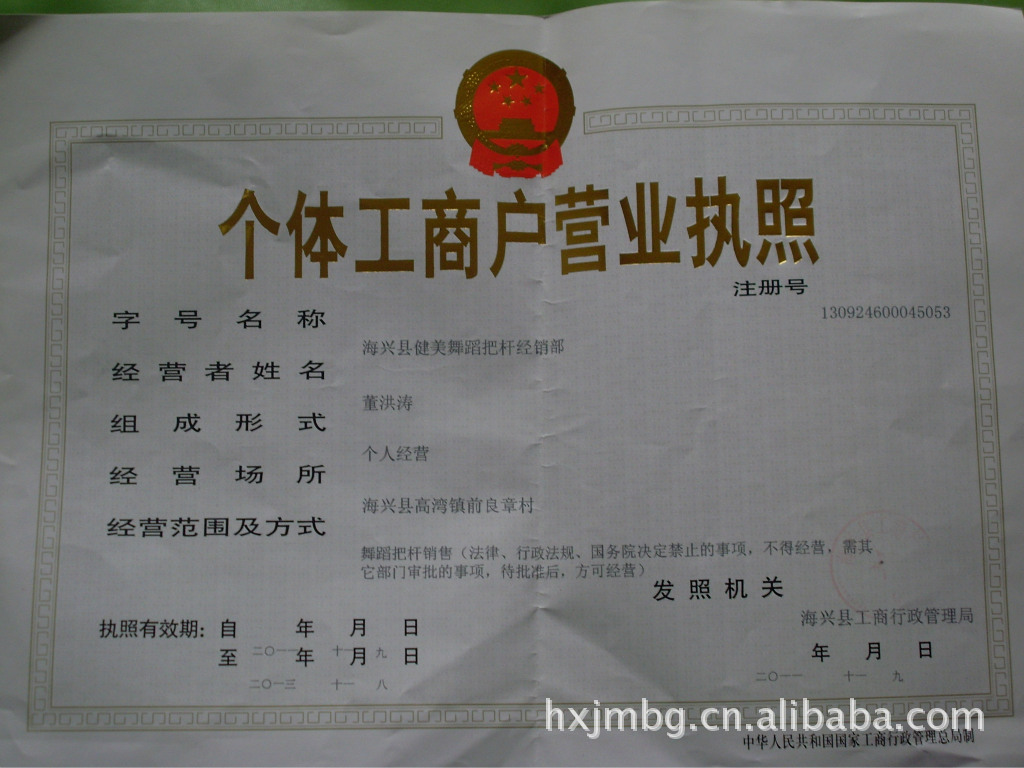 个体工商户营业执照
注册号
130924600045053
字号名称
海兴县健美舞蹈把杆经销部
经营者姓名
董洪涛
组成形式
个人经营
经营场所
海兴县高湾镇前良章村
经营范围及方式
舞蹈把杆销售（法律、行政法规、国务院决定禁止的事项，不得经营，需其
它部门审批的事项，待批准后，方可经营）
发照机关
海兴县工商行政管理局
执照有效期：自 年 月 日
二〇一一 十一 九
至 年 月 日
二〇一三 十一 八
年 月 日
二〇一一 十一 九
hxjmbg.cn.alibaba.com
中华人民共和国国家工商行政管理总局制